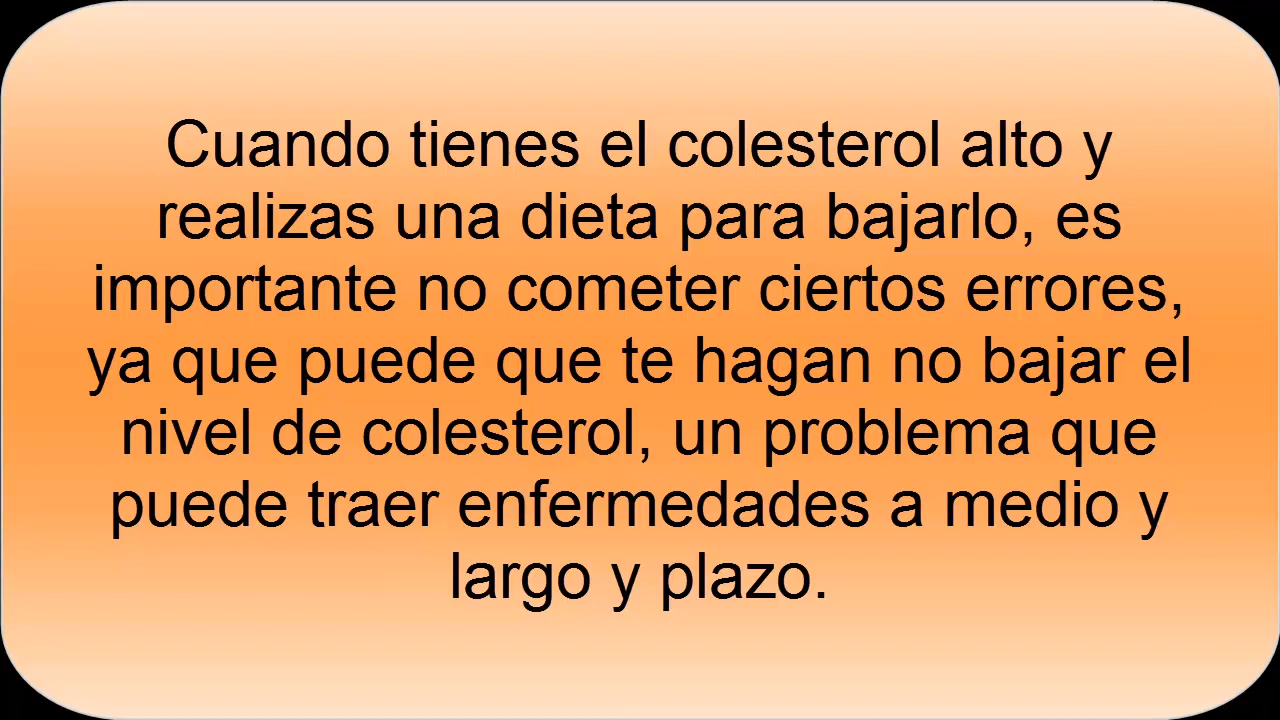 Cuando tienes el colesterol alto y
realizas una dieta para bajarlo, es
importante no cometer ciertos errores,
ya que puede que te hagan no bajar el
nivel de colesterol, un problema que
puede traer enfermedades a medio y
largo y plazo.